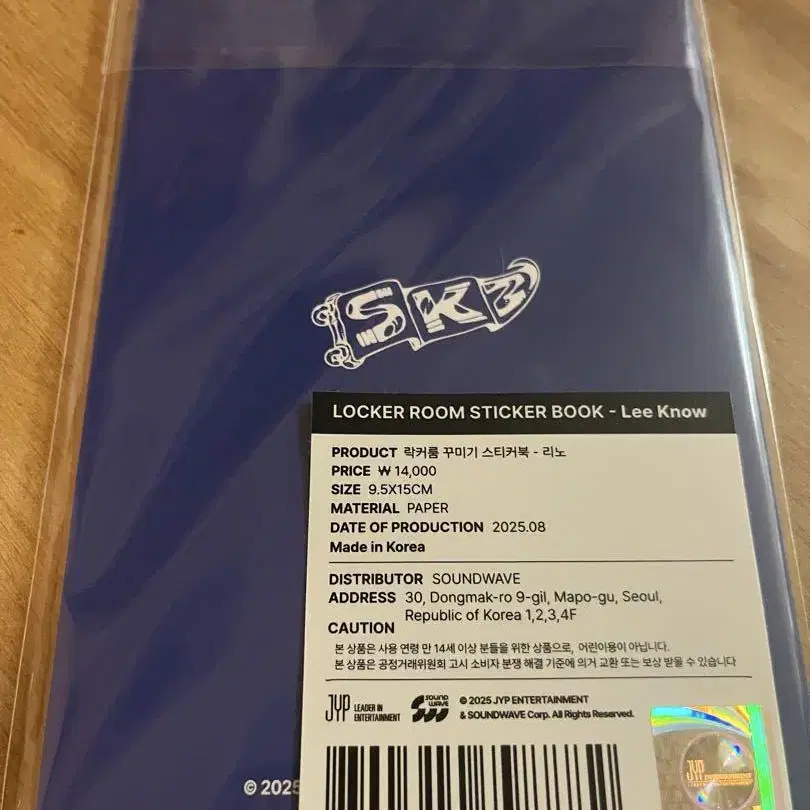 SKZ
LOCKER ROOM STICKER BOOK - Lee Know
PRODUCT 락커룸 꾸미기 스티커북 - 리노
PRICE ₩ 14,000
SIZE 9.5X15CM
MATERIAL PAPER
DATE OF PRODUCTION 2025.08
Made in Korea
DISTRIBUTOR SOUNDWAVE
ADDRESS 30, Dongmak-ro 9-gil, Mapo-gu, Seoul,
Republic of Korea 1,2,3,4F
CAUTION
본 상품은 사용 연령 만 14세 이상 분들을 위한 상품으로, 어린이용이 아닙니다.
본 상품은 공정거래위원회 고시 소비자 분쟁 해결 기준에 의거 교환 또는 보상 받을 수 있습니다
JYP LEADER IN
ENTERTAINMENT
SOUND
WAVE
© 2025 JYP ENTERTAINMENT
& SOUNDWAVE Corp. All Rights Reserved.
© 2025
JYP ENTERTAINMENT